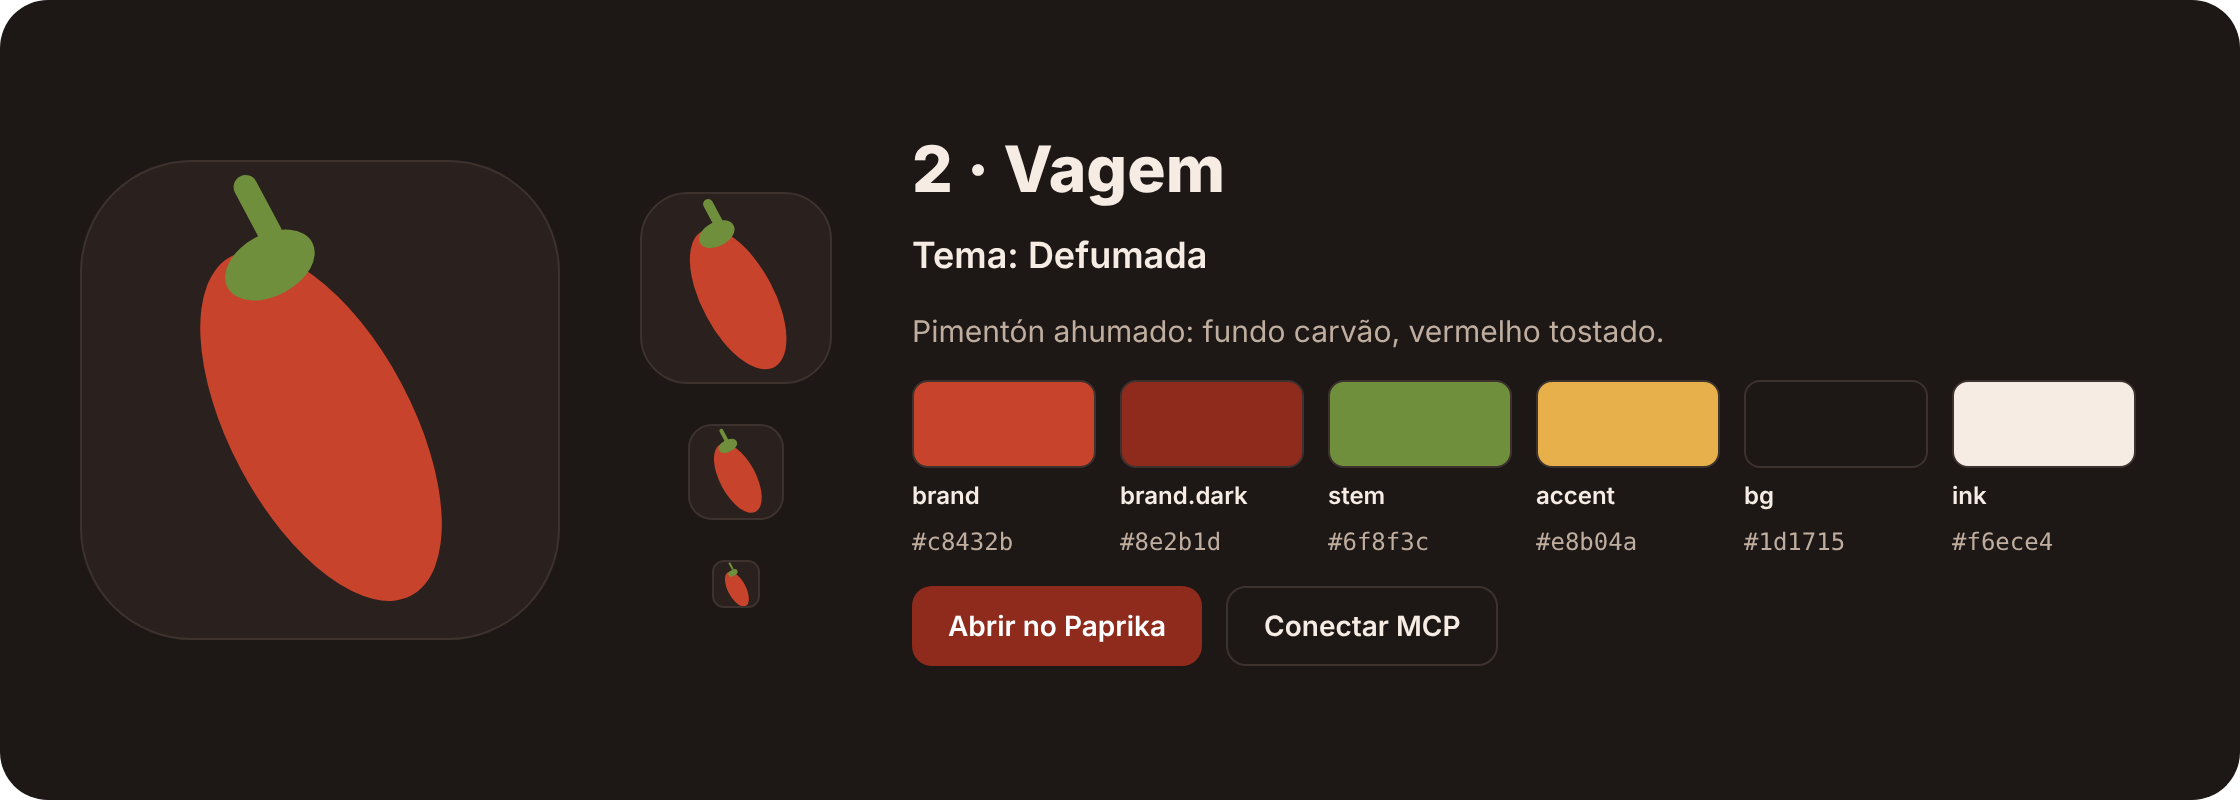 2 · Vagem
Tema: Defumada
Pimentón ahumado: fundo carvão, vermelho tostado.
brand brand.dark stem accent bg ink
#c8432b #8e2b1d #6f8f3c #e8b04a #1d1715 #f6ece4
Abrir no Paprika Conectar MCP